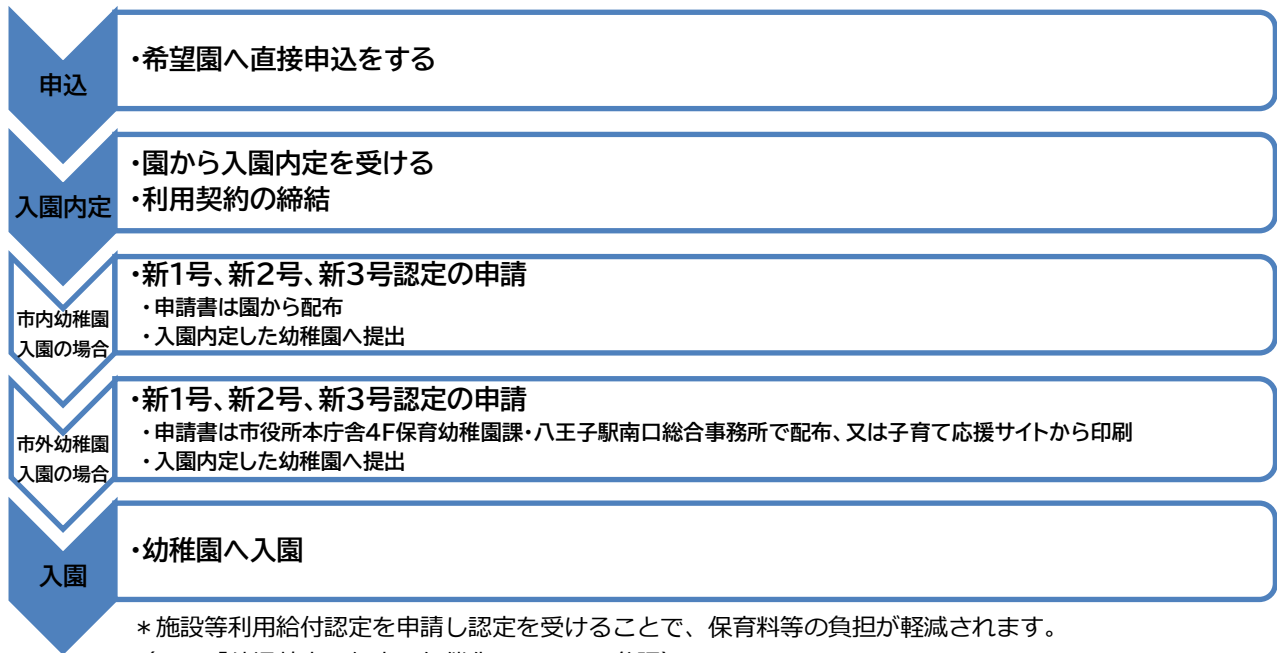 申込
・希望園へ直接申込をする
入園内定
・園から入園内定を受ける
・利用契約の締結
市内幼稚園
入園の場合
・新1号、新2号、新3号認定の申請
・申請書は園から配布
・入園内定した幼稚園へ提出
市外幼稚園
入園の場合
・新1号、新2号、新3号認定の申請
・申請書は市役所本庁舎4F保育幼稚園課・八王子駅南口総合事務所で配布、又は子育て応援サイトから印刷
・入園内定した幼稚園へ提出
入園
・幼稚園へ入園
＊施設等利用給付認定を申請し認定を受けることで、保育料等の負担が軽減されます。